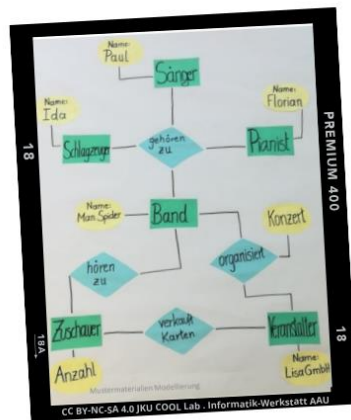 Name:
Paul
Sänger
Name:
Ida
Name:
Florian
Schlagzeuger
gehören
zu
Pianist
Name:
Man Spider
Band
Konzert
hören
zu
organisiert
Zuschauer
verkauft
Karten
Veranstalter
Anzahl
Name:
Lisa GmbH
Mustermaterialien Modellierung
PREMIUM 400
18
18
18A
CC BY-NC-SA 4.0 JKU COOL Lab . Informatik-Werkstatt AAU